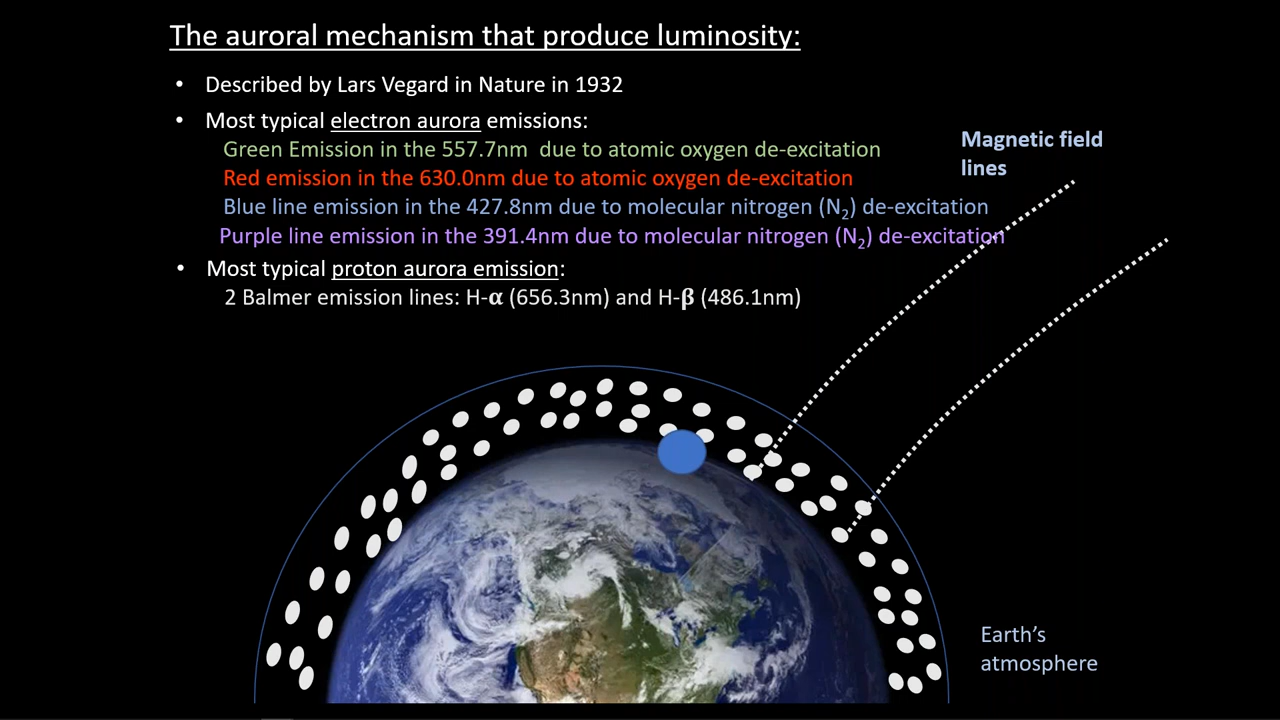 The auroral mechanism that produce luminosity:
• Described by Lars Vegard in Nature in 1932
• Most typical electron aurora emissions:
Green Emission in the 557.7nm due to atomic oxygen de-excitation
Red emission in the 630.0nm due to atomic oxygen de-excitation
Blue line emission in the 427.8nm due to molecular nitrogen (N₂) de-excitation
Purple line emission in the 391.4nm due to molecular nitrogen (N₂) de-excitation
• Most typical proton aurora emission:
2 Balmer emission lines: H-α (656.3nm) and H-β (486.1nm)
Magnetic field
lines
Earth’s
atmosphere